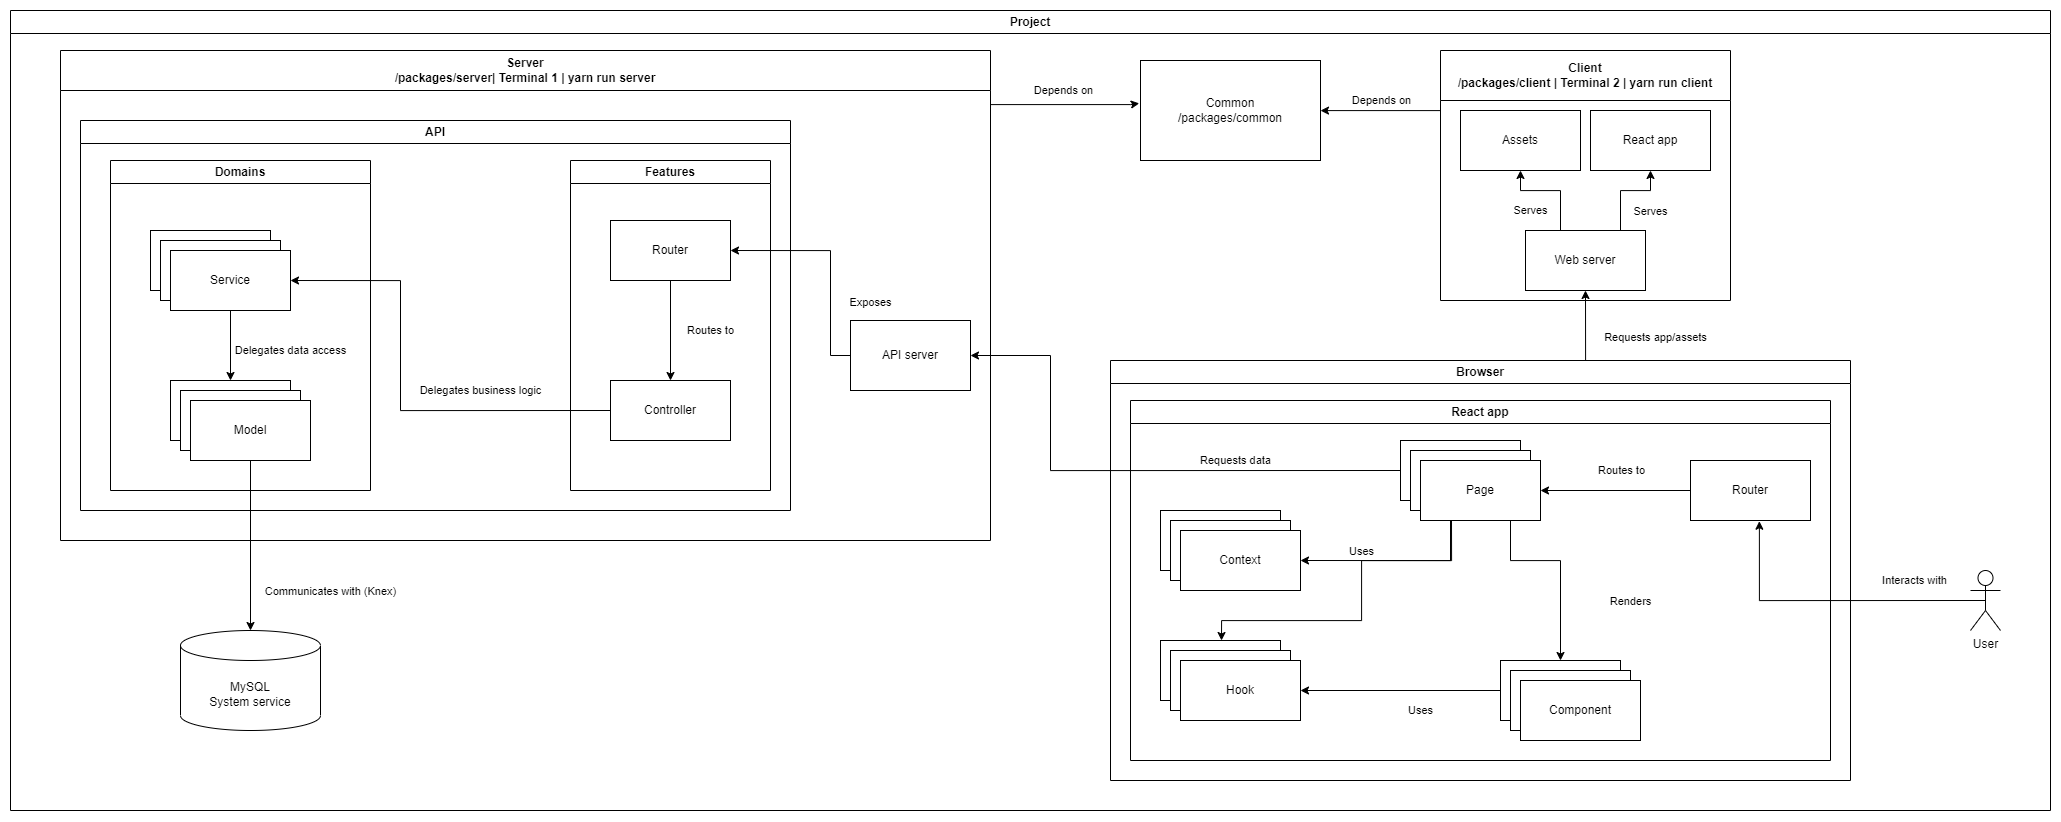 Project
Server
/packages/server| Terminal 1 | yarn run server
API
Domains
Service
Delegates data access
Model
Features
Router
Routes to
Controller
Delegates business logic
Exposes
API server
Communicates with (Knex)
MySQL
System service
Depends on
Common
/packages/common
Depends on
Client
/packages/client | Terminal 2 | yarn run client
Assets
React app
Serves
Serves
Web server
Requests app/assets
Browser
React app
Requests data
Page
Routes to
Router
Context
Uses
Renders
Hook
Uses
Component
Interacts with
User